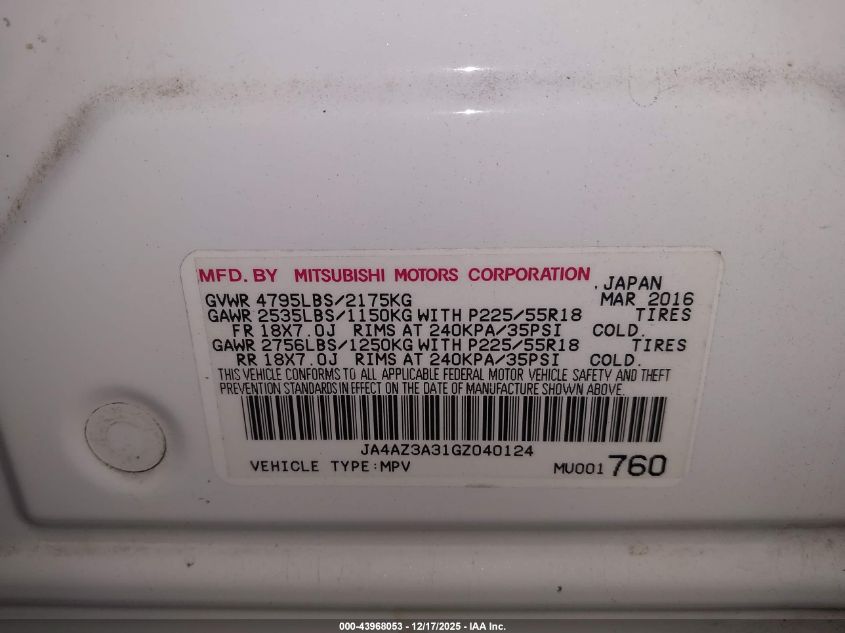 MFD. BY MITSUBISHI MOTORS CORPORATION , JAPAN
GVWR 4795LBS/2175KG MAR 2016
GAWR 2535LBS/1150KG WITH P225/55R18 TIRES
FR 18X7.0J RIMS AT 240KPA/35PSI COLD.
GAWR 2756LBS/1250KG WITH P225/55R18 TIRES
RR 18X7.0J RIMS AT 240KPA/35PSI COLD.
THIS VEHICLE CONFORMS TO ALL APPLICABLE FEDERAL MOTOR VEHICLE SAFETY AND THEFT
PREVENTION STANDARDS IN EFFECT ON THE DATE OF MANUFACTURE SHOWN ABOVE.
JA4AZ3A31GZ040124
VEHICLE TYPE:MPV MU001 760
000-43968053 - 12/17/2025 - IAA Inc.